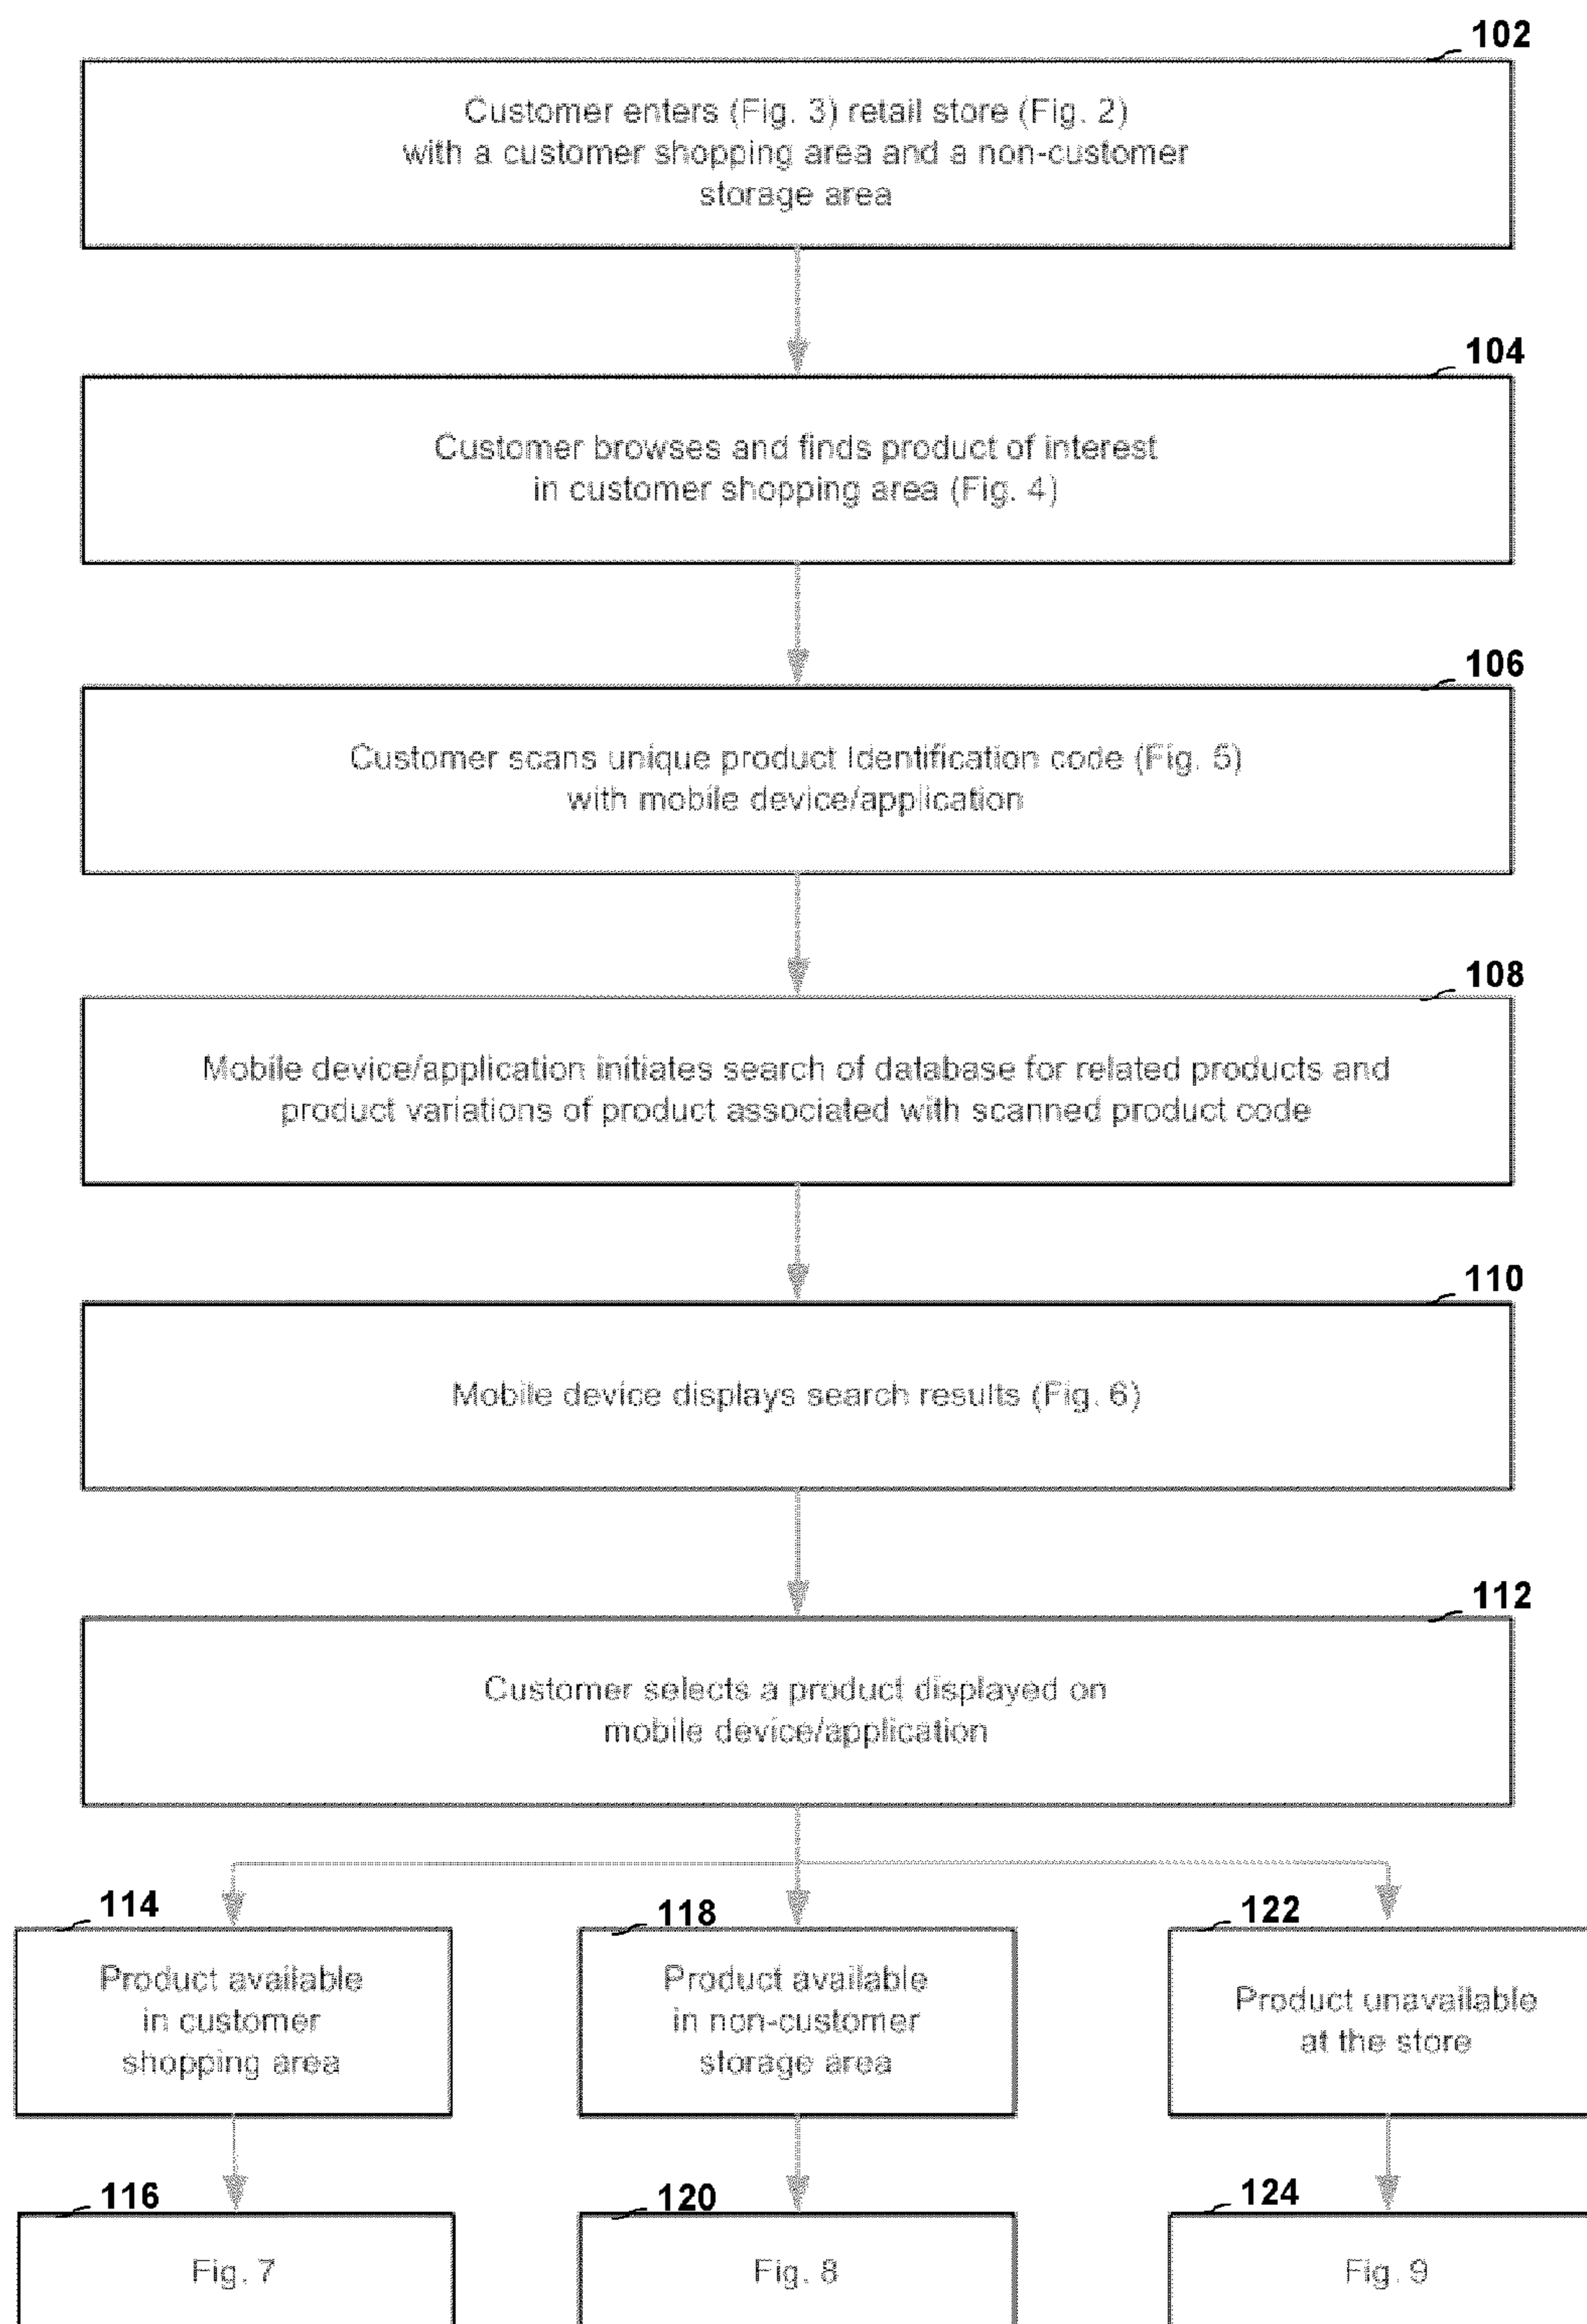 102
Customer enters (Fig. 3) retail store (Fig. 2)
with a customer shopping area and a non-customer
storage area
104
Customer browses and finds product of interest
in customer shopping area (Fig. 4)
106
Customer scans unique product Identification code (Fig. 5)
with mobile device/application
108
Mobile device/application initiates search of database for related products and
product variations of product associated with scanned product code
110
Mobile device displays search results (Fig. 6)
112
Customer selects a product displayed on
mobile device/application
114
Product available
in customer
shopping area
118
Product available
in non-customer
storage area
122
Product unavailable
at the store
116
Fig. 7
120
Fig. 8
124
Fig. 9